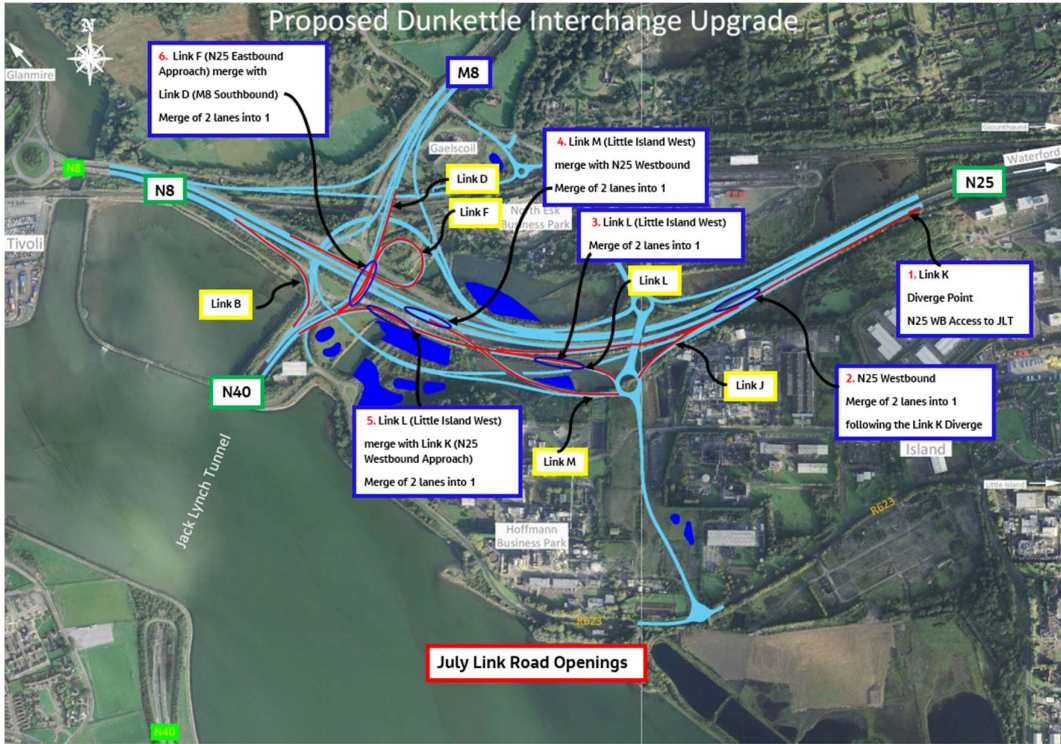 Proposed Dunkettle Interchange Upgrade
N
Glanmire
6. Link F (N25 Eastbound
Approach) merge with
Link D (M8 Southbound)
Merge of 2 lanes into 1
M8
4. Link M (Little Island West)
merge with N25 Westbound
Merge of 2 lanes into 1
Gaelscoil
Glounthaune
Waterford
N8
N8
Link D
N25
Link F
North Esk
Business Park
3. Link L (Little Island West)
Merge of 2 lanes into 1
Tivoli
Link L
1. Link K
Diverge Point
N25 WB Access to JLT
Link B
N40
Link J
2. N25 Westbound
Merge of 2 lanes into 1
following the Link K Diverge
5. Link L (Little Island West)
merge with Link K (N25
Westbound Approach)
Merge of 2 lanes into 1
Link M
Island
Little Island
Jack Lynch Tunnel
R623
Hoffmann
Business Park
R623
July Link Road Openings
N40